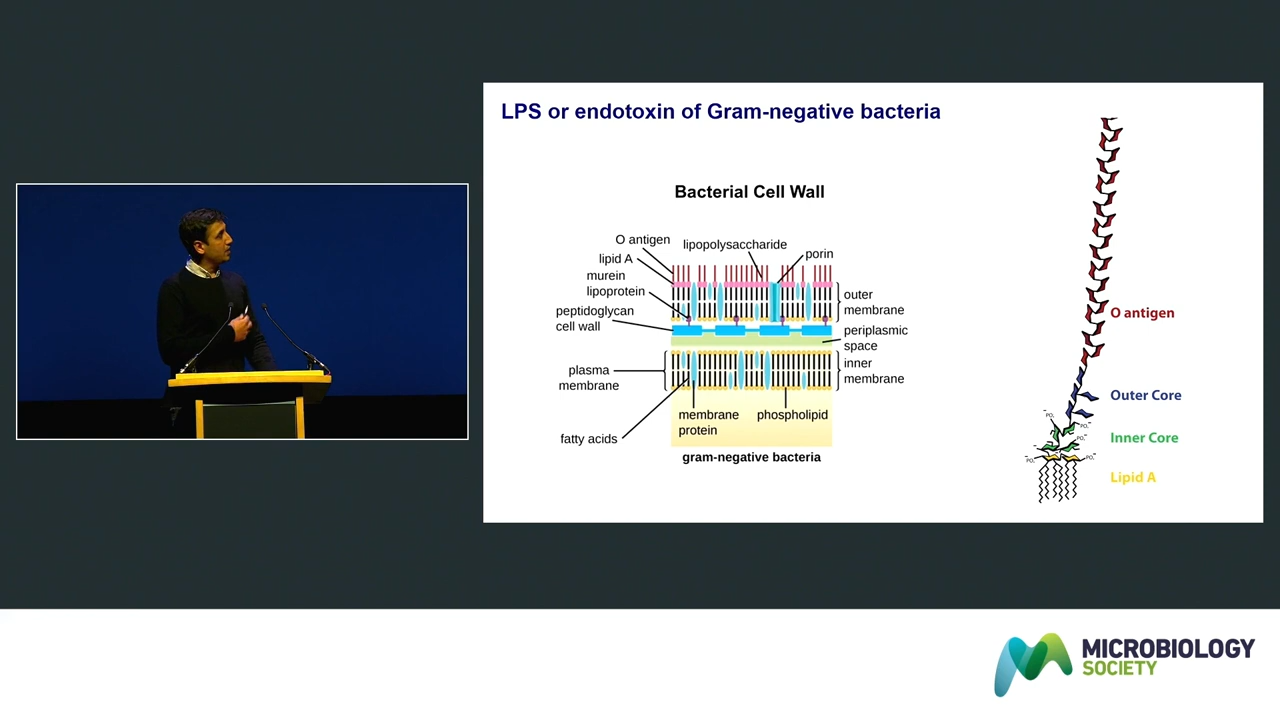 LPS or endotoxin of Gram-negative bacteria
Bacterial Cell Wall
O antigen
lipopolysaccharide
porin
lipid A
murein
lipoprotein
peptidoglycan
cell wall
outer
membrane
periplasmic
space
plasma
membrane
inner
membrane
membrane
protein
phospholipid
fatty acids
gram-negative bacteria
O antigen
Outer Core
Inner Core
Lipid A
MICROBIOLOGY
SOCIETY